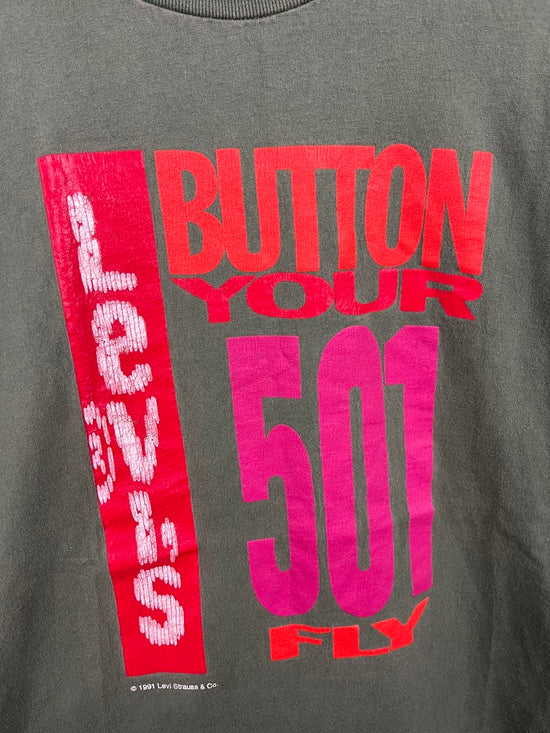 Levi's
BUTTON
YOUR
501
FLY
© 1991 Levi Strauss & Co.